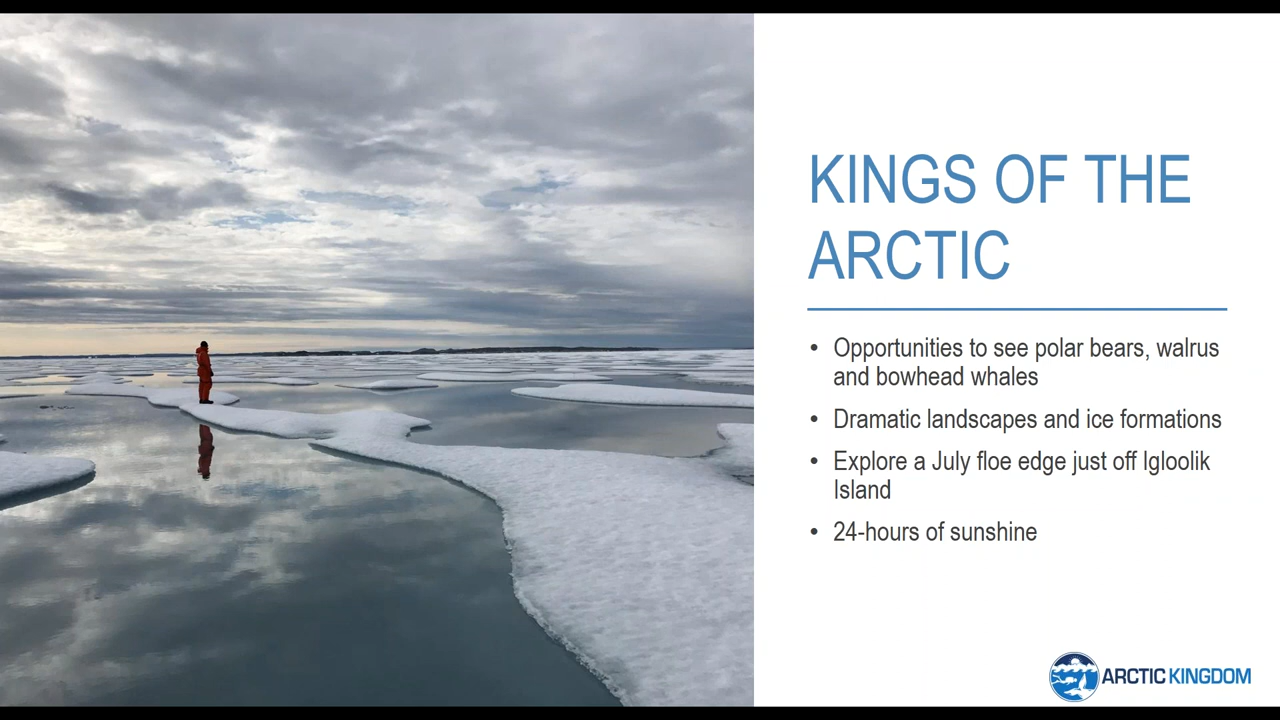 KINGS OF THE
ARCTIC
• Opportunities to see polar bears, walrus
and bowhead whales
• Dramatic landscapes and ice formations
• Explore a July floe edge just off Igloolik
Island
• 24-hours of sunshine
ARCTIC KINGDOM